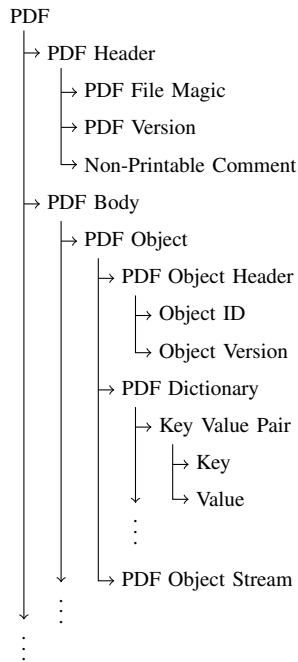 PDF
PDF Header
PDF File Magic
PDF Version
Non-Printable Comment
PDF Body
PDF Object
PDF Object Header
Object ID
Object Version
PDF Dictionary
Key Value Pair
Key
Value
PDF Object Stream